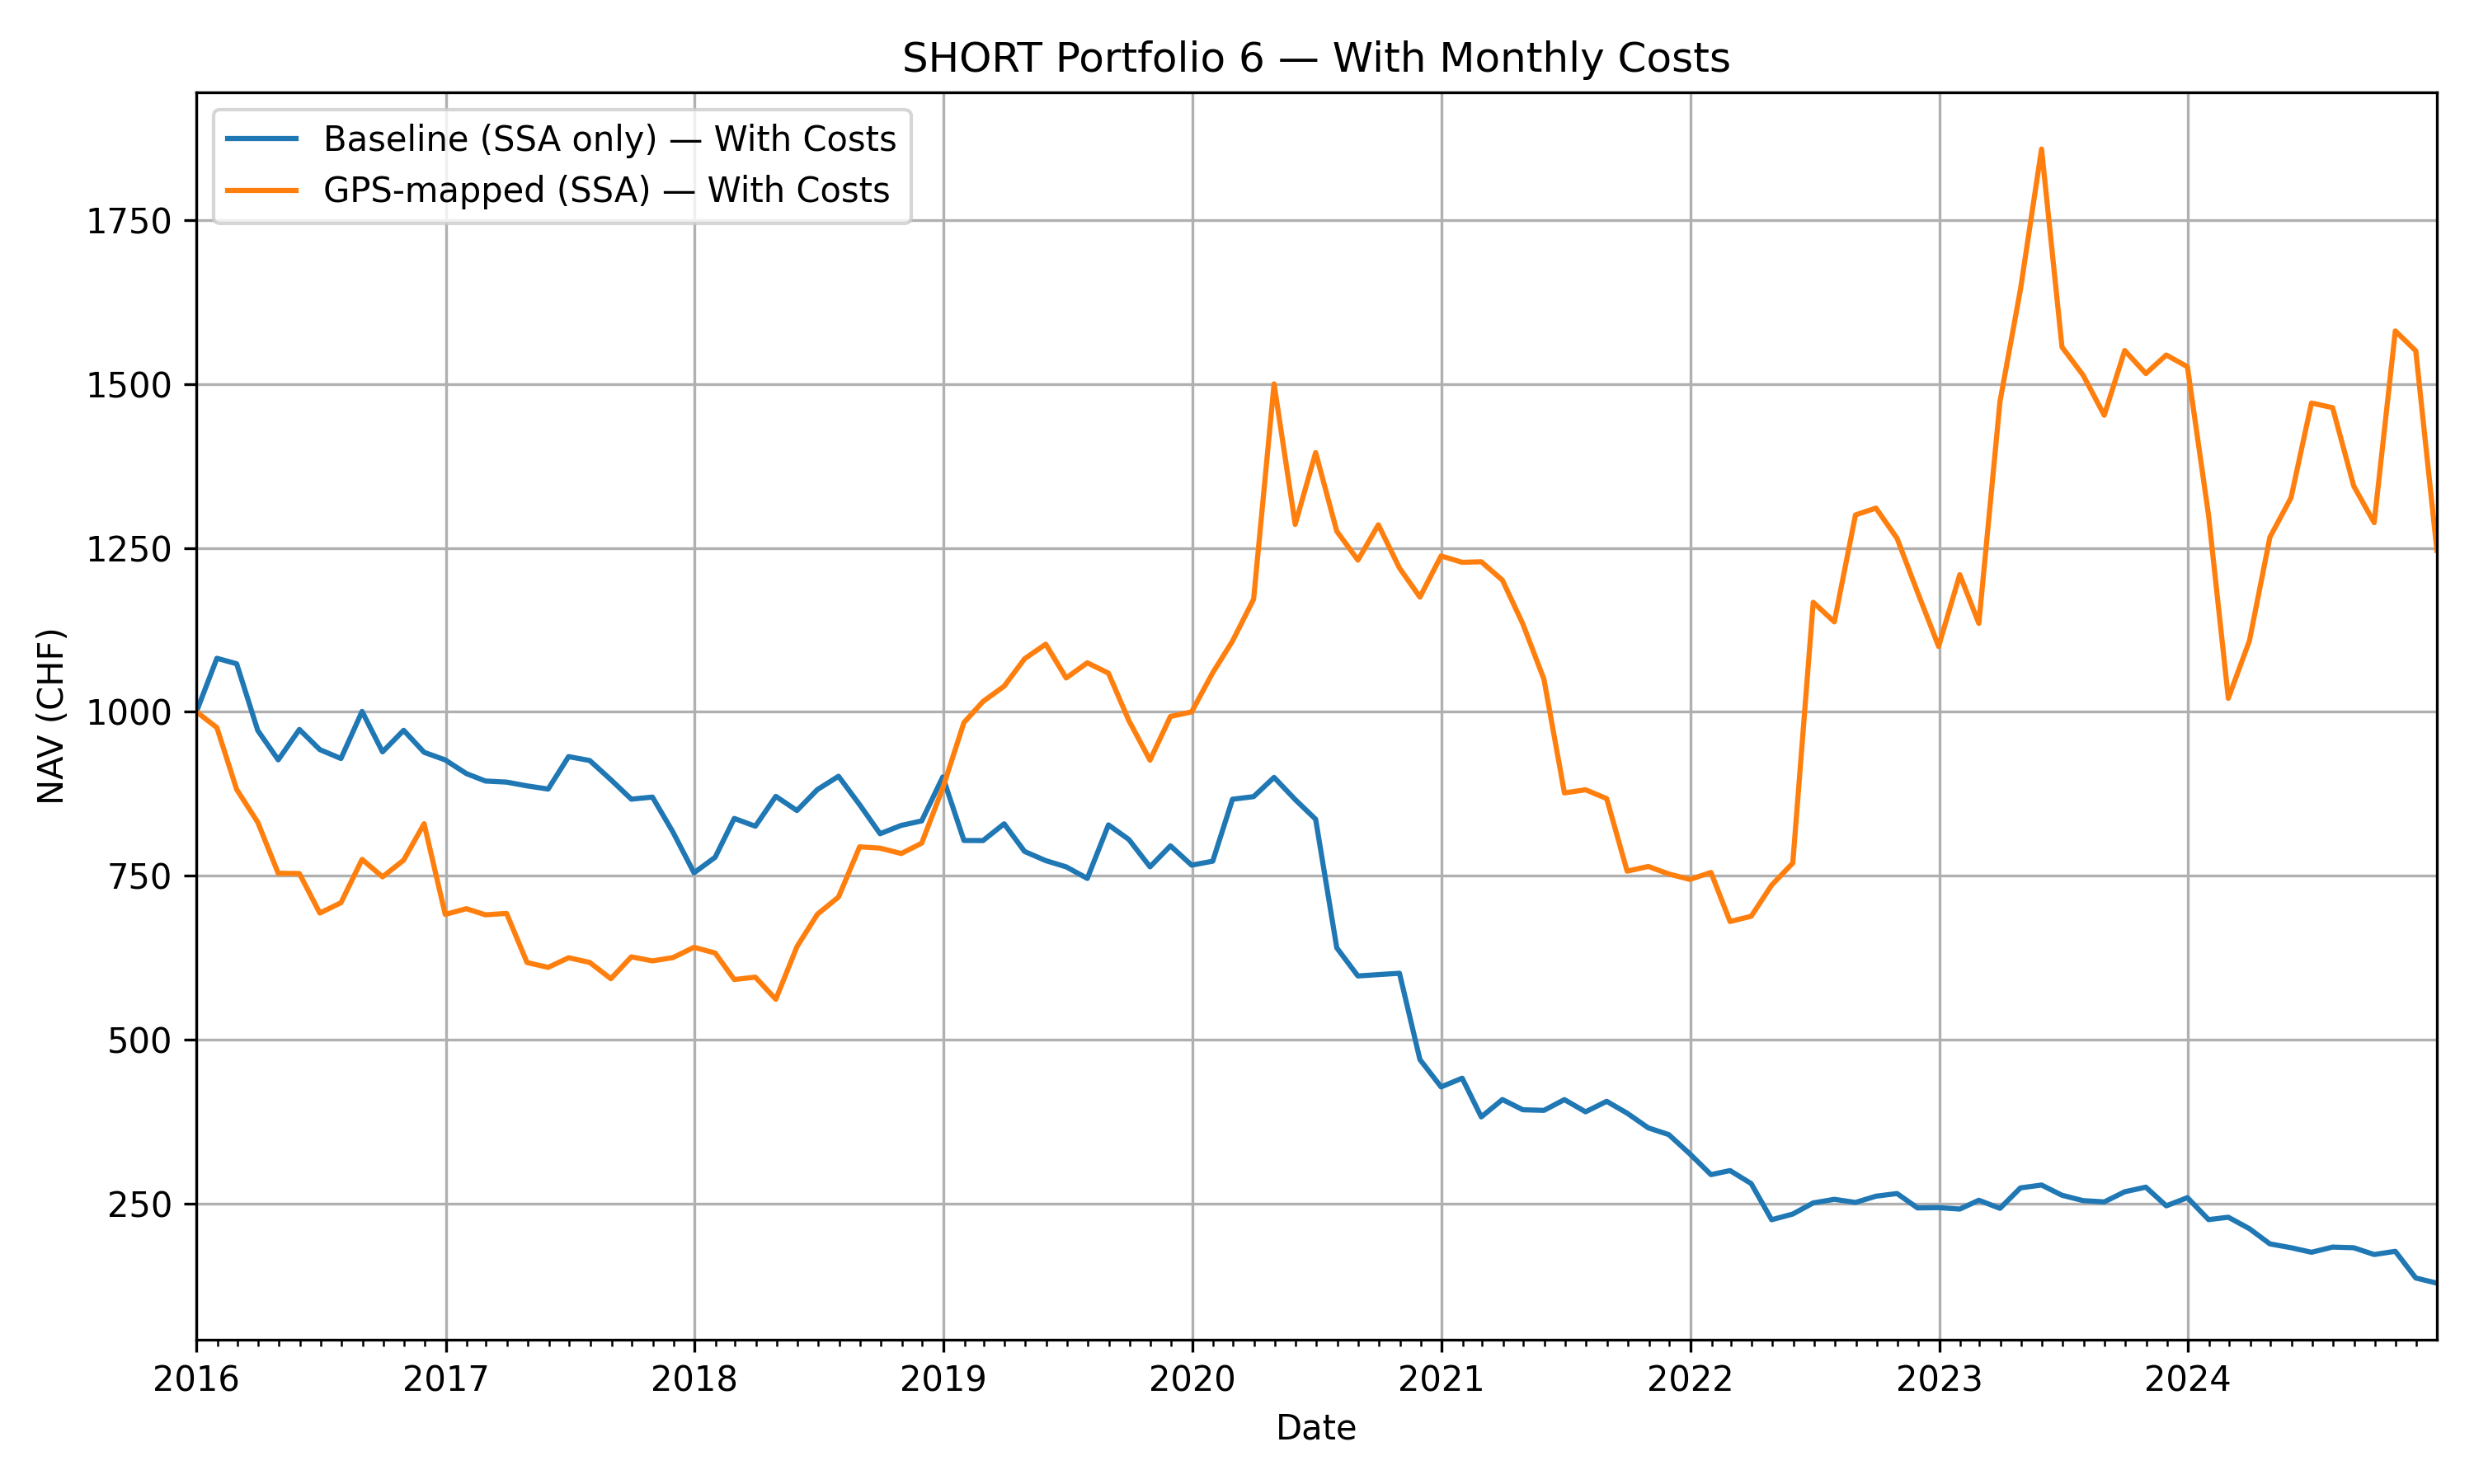 SHORT Portfolio 6 — With Monthly Costs
Baseline (SSA only) — With Costs
GPS-mapped (SSA) — With Costs
NAV (CHF)
1750
1500
1250
1000
750
500
250
2016 2017 2018 2019 2020 2021 2022 2023 2024
Date